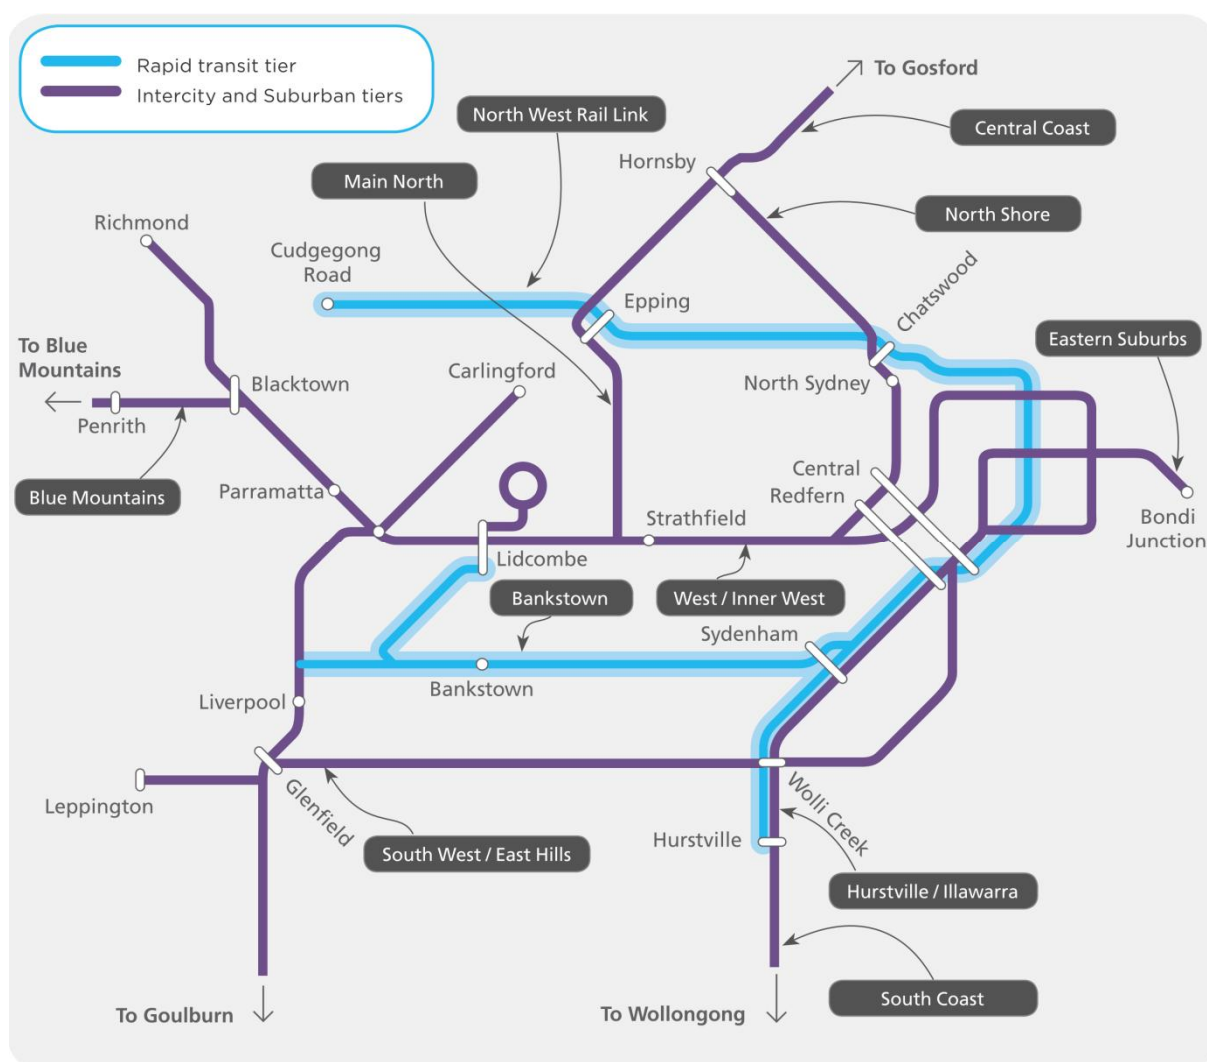 Rapid transit tier
Intercity and Suburban tiers
To Gosford
North West Rail Link
Central Coast
Hornsby
Main North
North Shore
Richmond
Cudgegong
Road
Chatswood
Epping
To Blue
Mountains
Eastern Suburbs
Blacktown
Carlingford
North Sydney
Penrith
Blue Mountains
Parramatta
Central
Redfern
Strathfield
Bondi
Junction
Lidcombe
Bankstown
West / Inner West
Sydenham
Bankstown
Liverpool
Leppington
Glenfield
Wolli Creek
Hurstville
South West / East Hills
Hurstville / Illawarra
South Coast
To Goulburn
To Wollongong